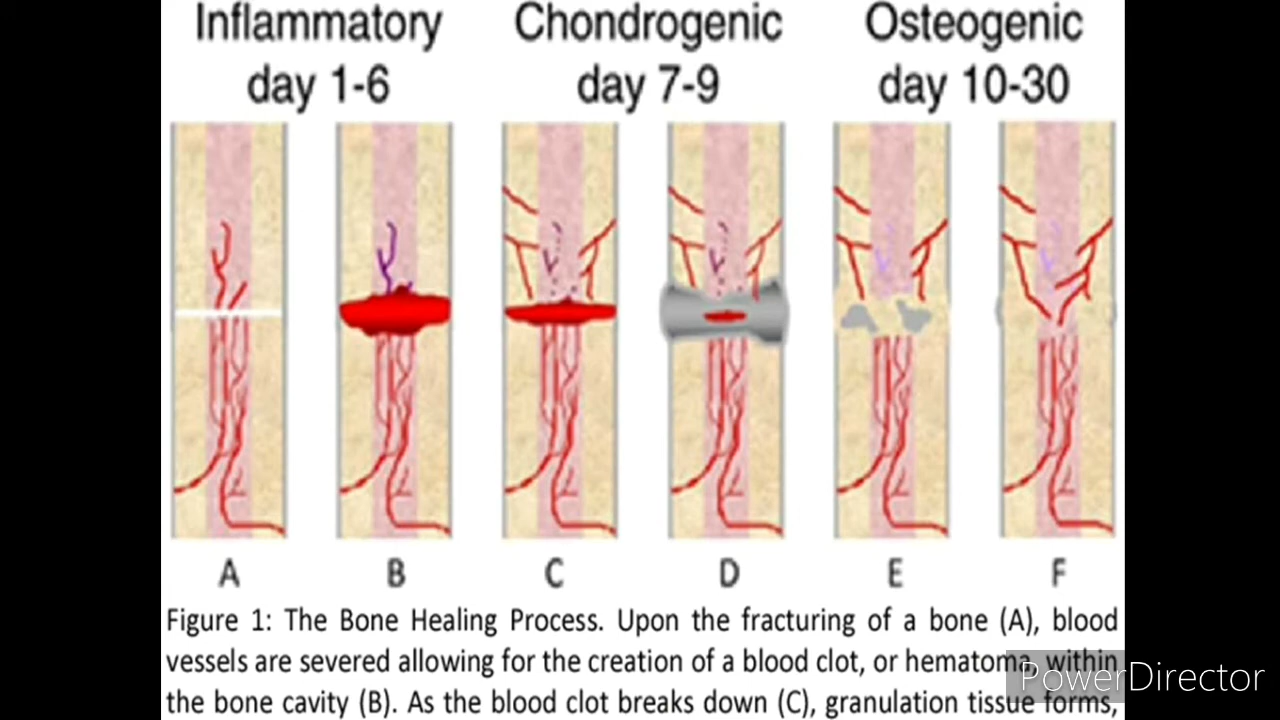 Inflammatory Chondrogenic Osteogenic
day 1-6 day 7-9 day 10-30
A B C D E F
Figure 1: The Bone Healing Process. Upon the fracturing of a bone (A), blood
vessels are severed allowing for the creation of a blood clot, or hematoma, within
the bone cavity (B). As the blood clot breaks down (C), granulation tissue forms,
PowerDirector